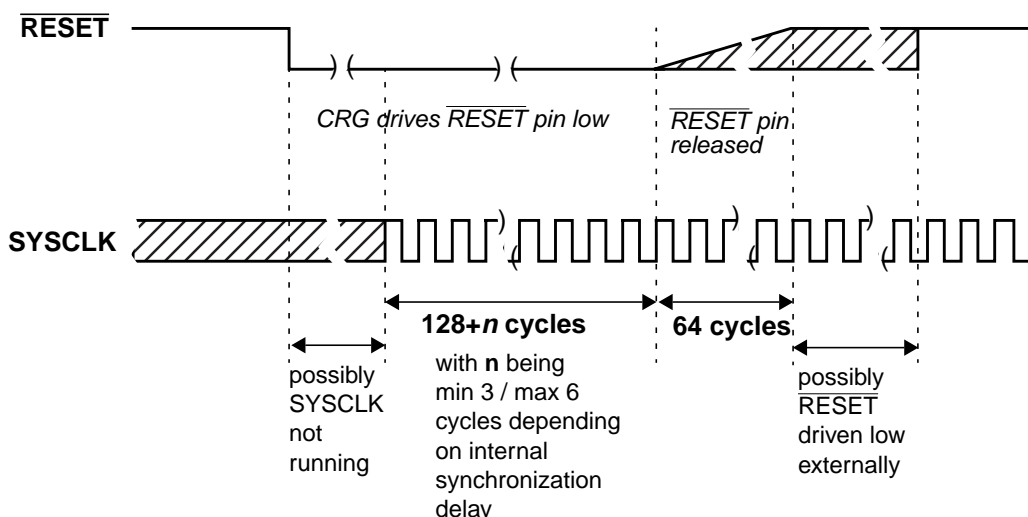 RESET
CRG drives RESET pin low
RESET pin
released
SYSCLK
128+n cycles
64 cycles
with n being
min 3 / max 6
cycles depending
on internal
synchronization
delay
possibly
SYSCLK
not
running
possibly
RESET
driven low
externally